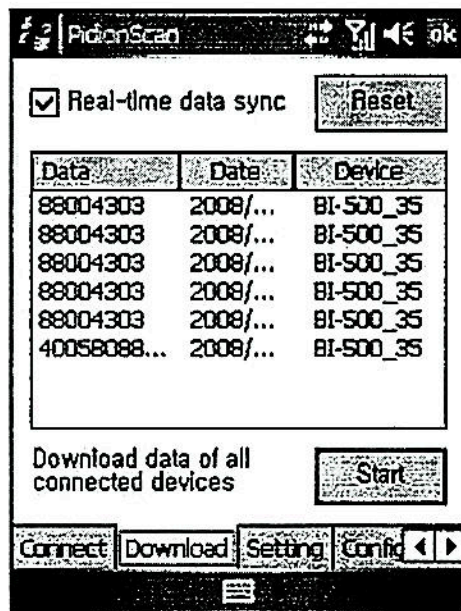 PidionScan ok
Real-time data sync Reset
Data Date Device
88004303 2008/... BI-500_35
88004303 2008/... BI-500_35
88004303 2008/... BI-500_35
88004303 2008/... BI-500_35
88004303 2008/... BI-500_35
40058088... 2008/... BI-500_35
Download data of all
connected devices Start
Connect Download Setting Config